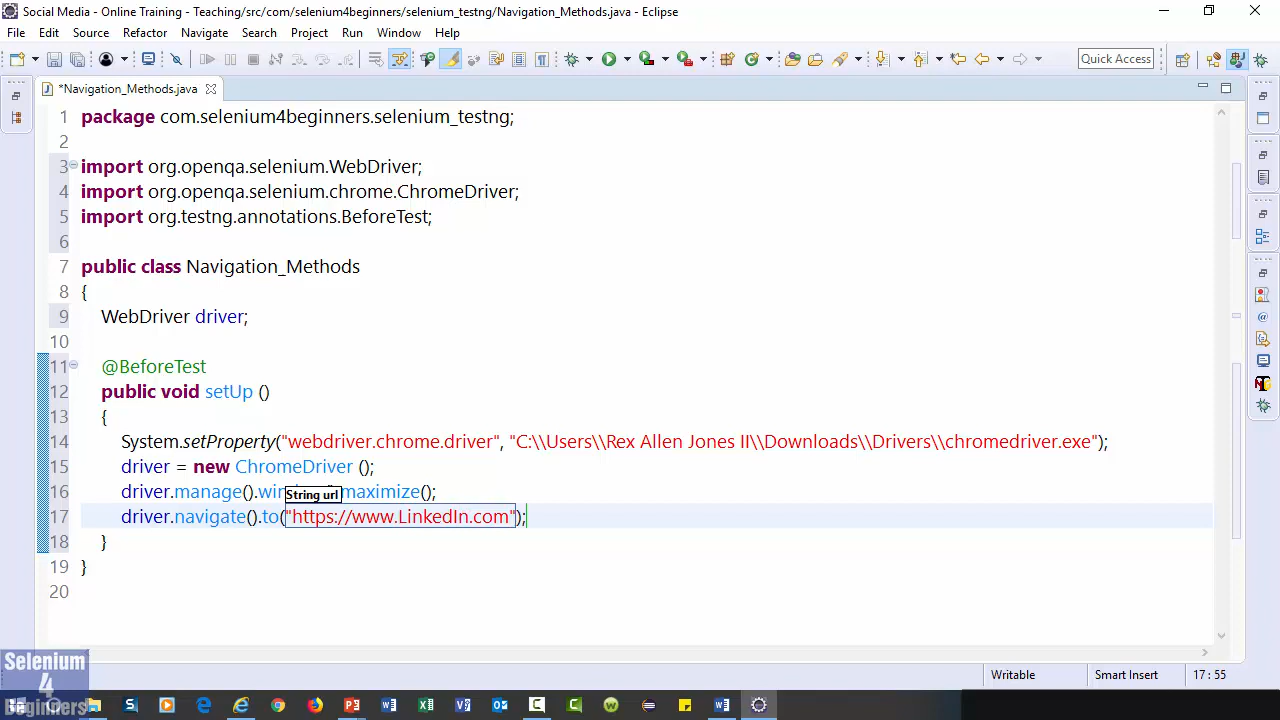 Social Media - Online Training - Teaching/src/com/selenium4beginners/selenium_testng/Navigation_Methods.java - Eclipse
File Edit Source Refactor Navigate Search Project Run Window Help
Quick Access
*Navigation_Methods.java
1 package com.selenium4beginners.selenium_testng;
2
3 import org.openqa.selenium.WebDriver;
4 import org.openqa.selenium.chrome.ChromeDriver;
5 import org.testng.annotations.BeforeTest;
6
7 public class Navigation_Methods
8 {
9 WebDriver driver;
10
11 @BeforeTest
12 public void setUp ()
13 {
14 System.setProperty("webdriver.chrome.driver", "C:\\Users\\Rex Allen Jones II\\Downloads\\Drivers\\chromedriver.exe");
15 driver = new ChromeDriver ();
16 driver.manage().win maximize();
String url
17 driver.navigate().to("https://www.LinkedIn.com");
18 }
19 }
20
Writable Smart Insert 17 : 55
Selenium
4
Beginners